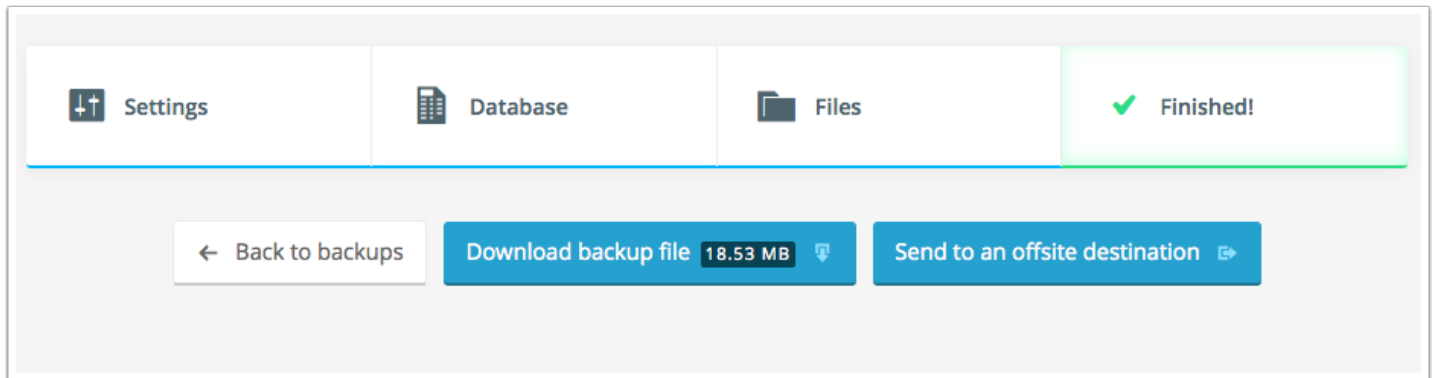 Settings
Database
Files
Finished!
Back to backups
Download backup file 18.53 MB
Send to an offsite destination